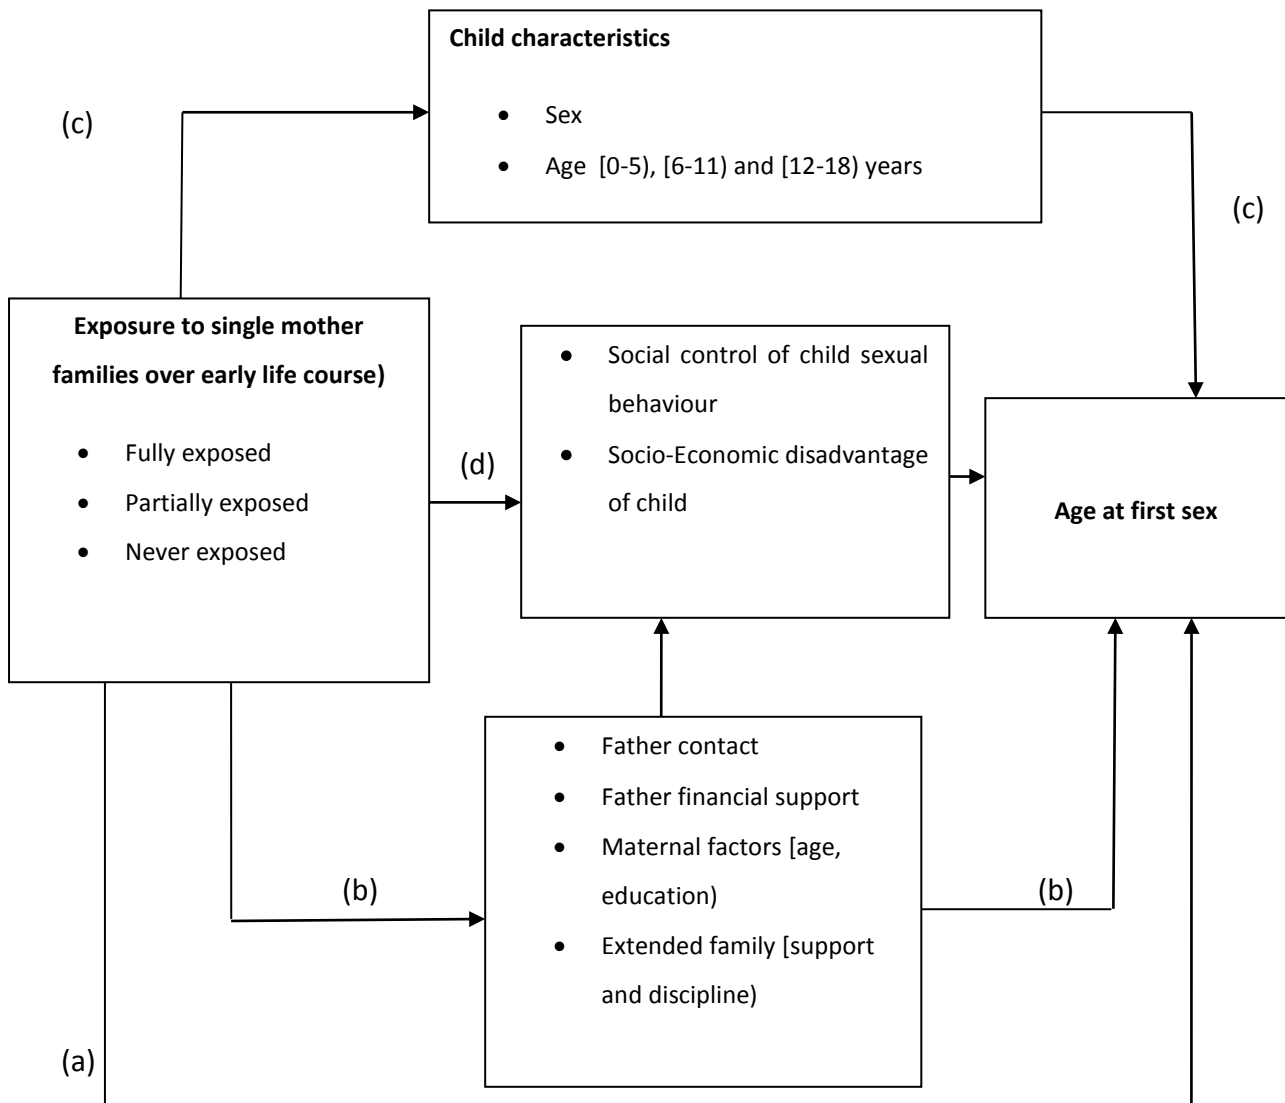 Child characteristics
(c)
• Sex
• Age [0-5), [6-11) and [12-18) years
(c)
Exposure to single mother
families over early life course)
• Fully exposed
• Partially exposed
• Never exposed
(d)
● Social control of child sexual
behaviour
● Socio-Economic disadvantage
of child
Age at first sex
• Father contact
• Father financial support
• Maternal factors [age,
education)
• Extended family [support
and discipline)
(b)
(b)
(a)